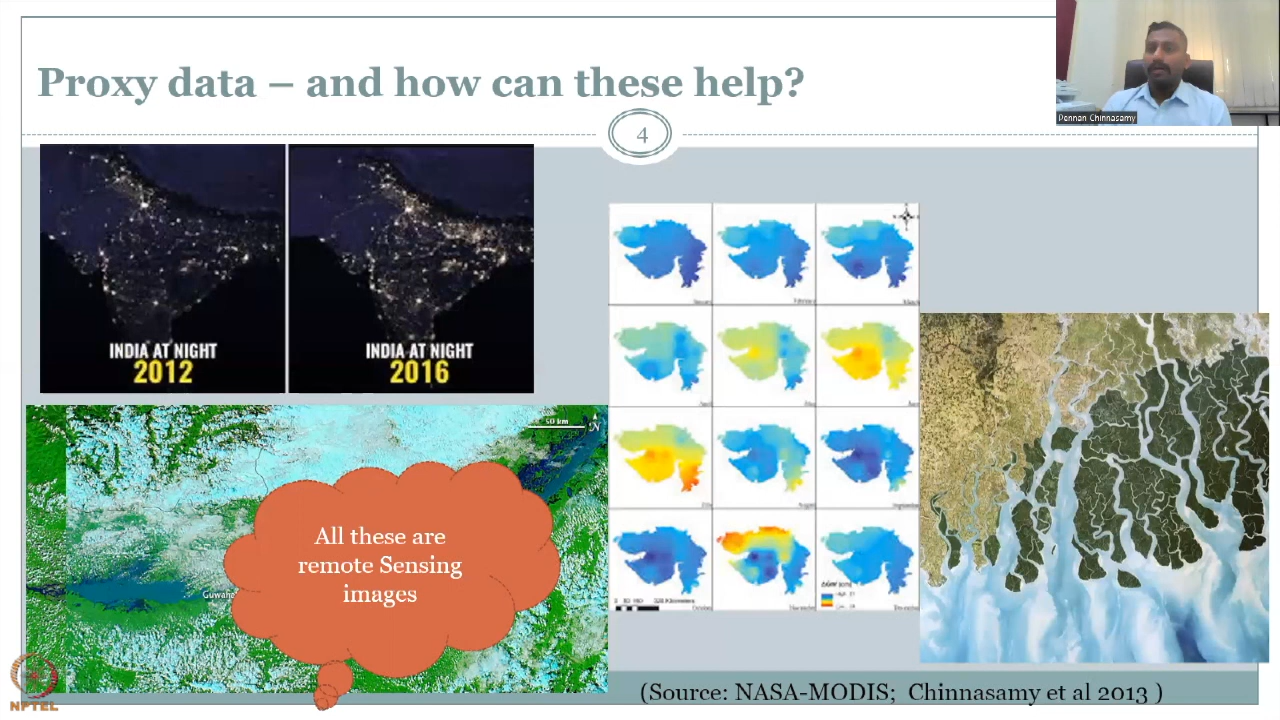 Proxy data – and how can these help?
Pennan Chinnasamy
4
INDIA AT NIGHT
2012
INDIA AT NIGHT
2016
50 km
N
All these are
remote Sensing
images
NPTEL
(Source: NASA-MODIS; Chinnasamy et al 2013 )